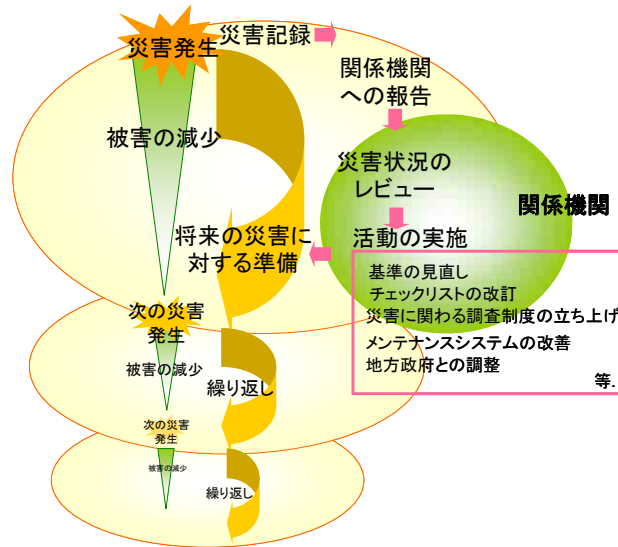 災害発生
災害記録
関係機関
への報告
被害の減少
災害状況の
レビュー
関係機関
将来の災害に
対する準備
活動の実施
基準の見直し
チェックリストの改訂
災害に関わる調査制度の立ち上げ
メンテナンスシステムの改善
地方政府との調整
等.
次の災害
発生
被害の減少
繰り返し
次の災害
発生
被害の減少
繰り返し